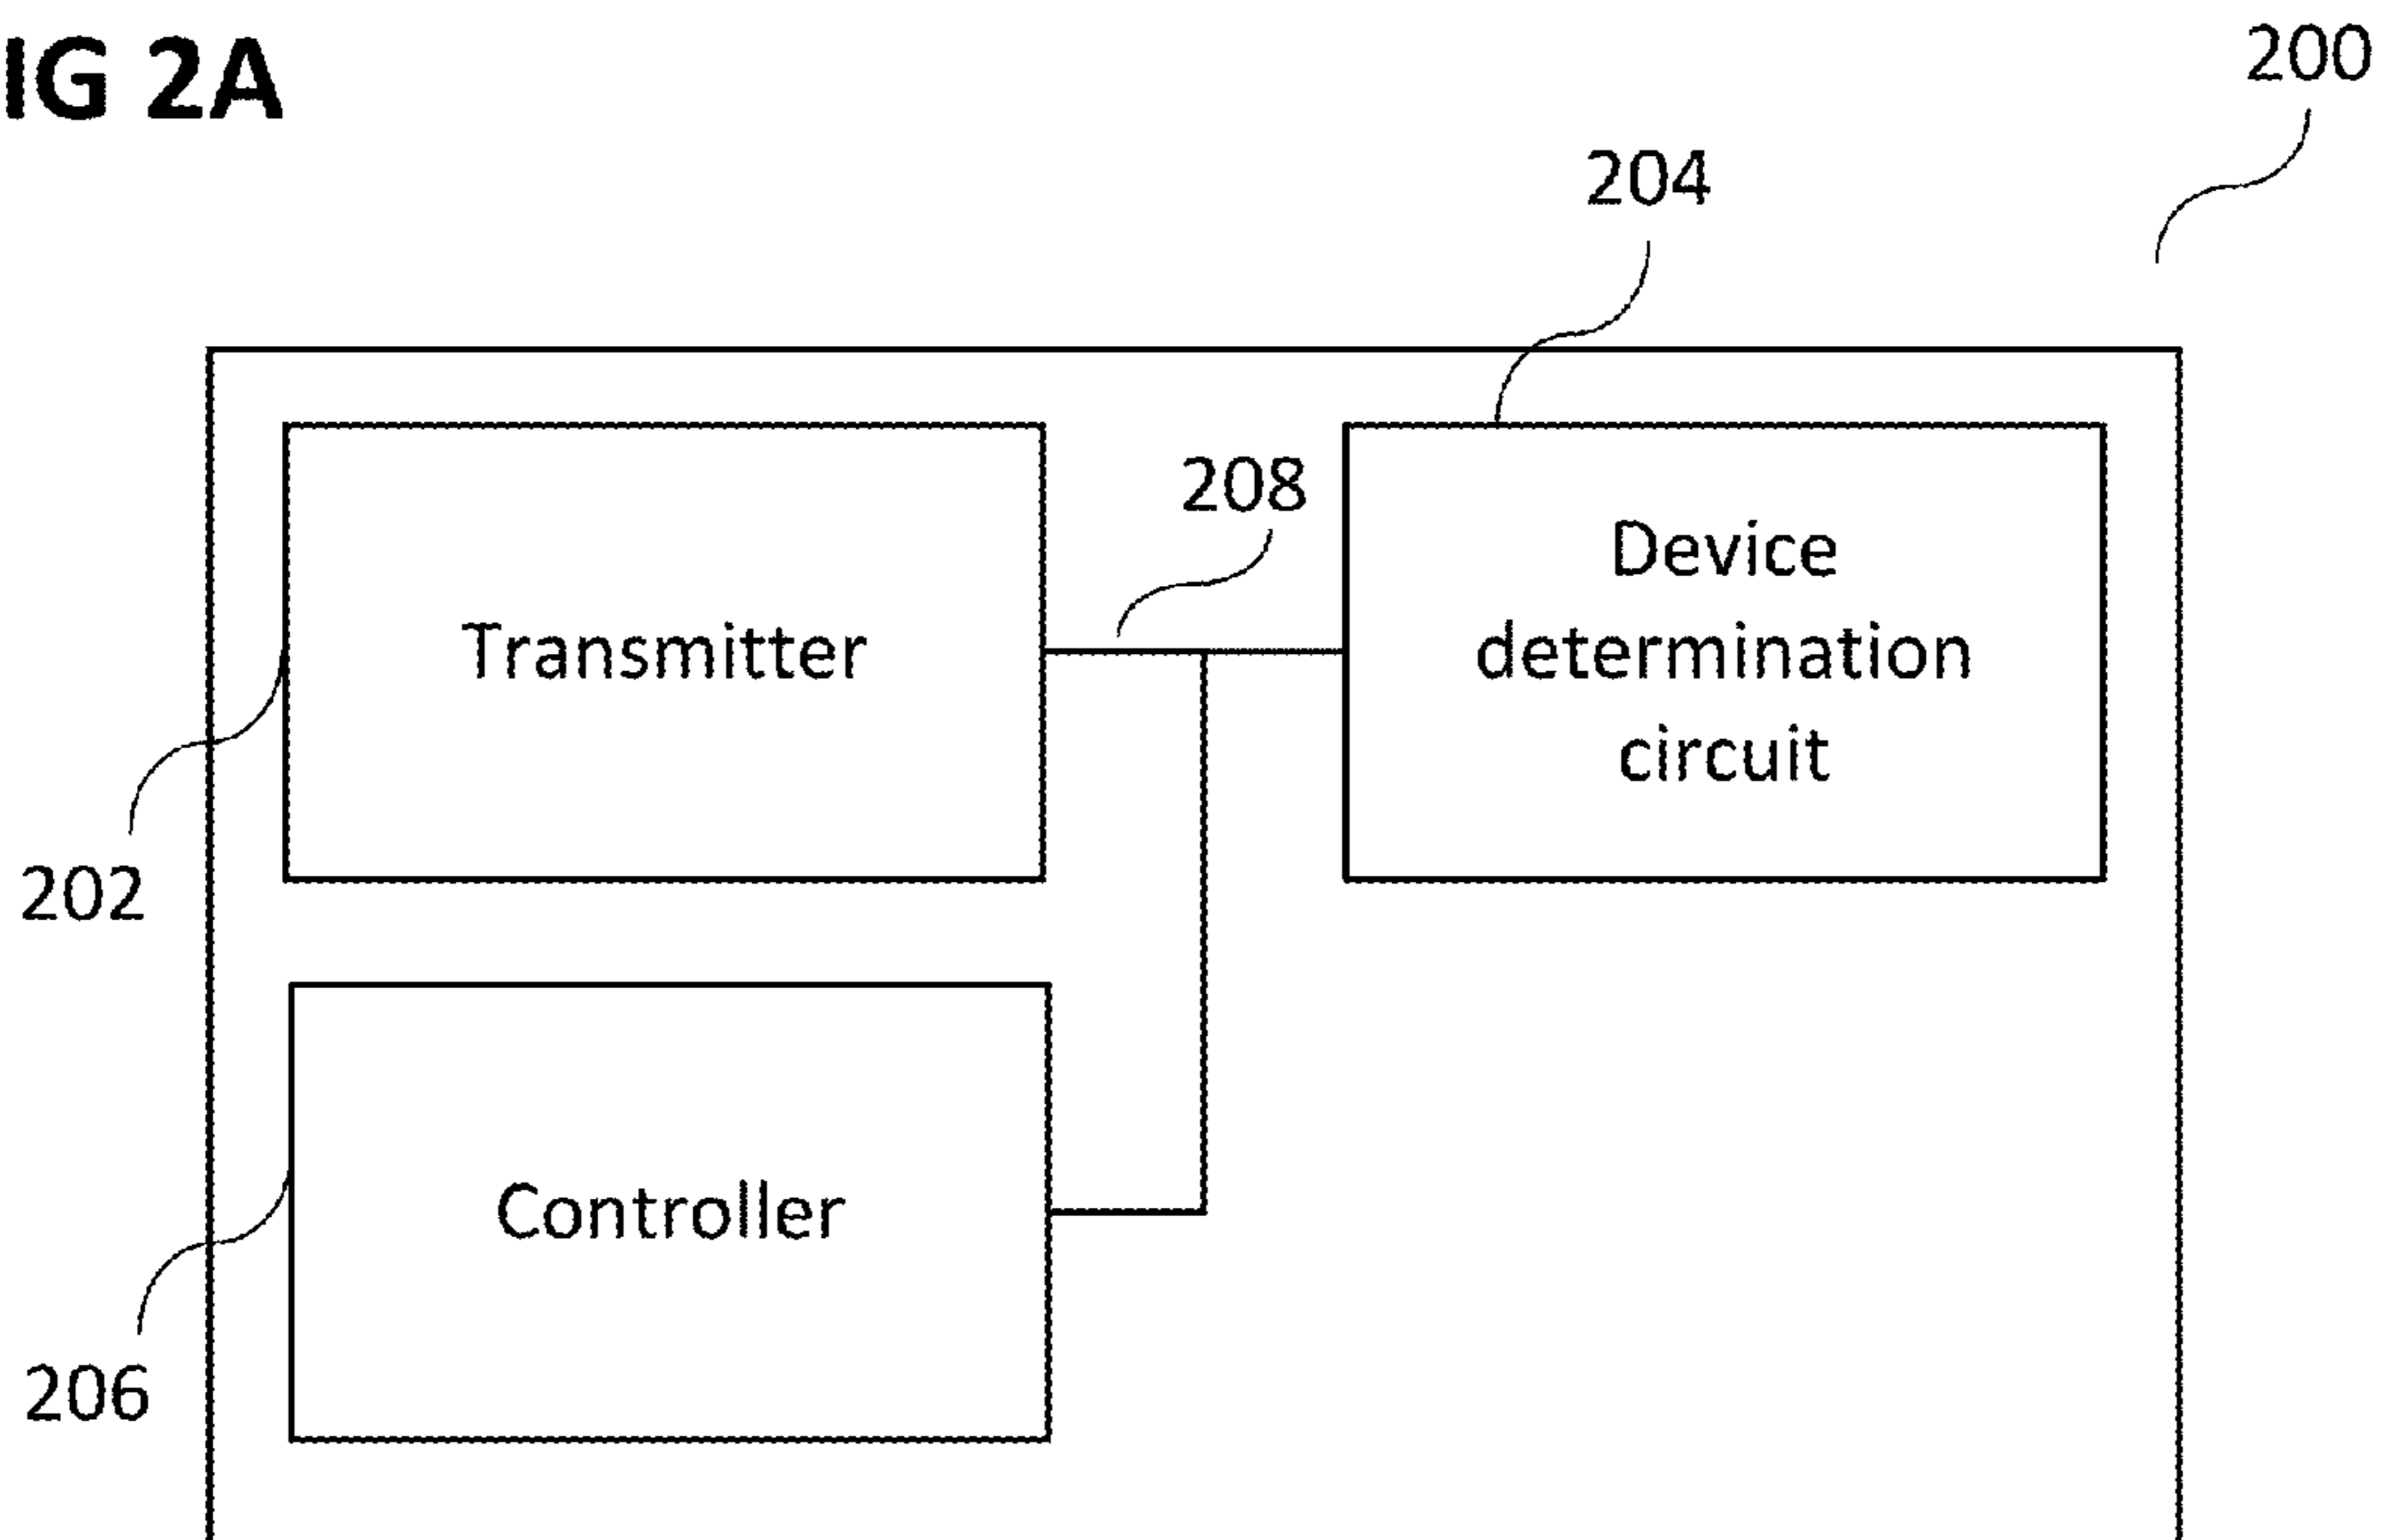 IG 2A
200
204
208
Device
determination
circuit
Transmitter
202
Controller
206